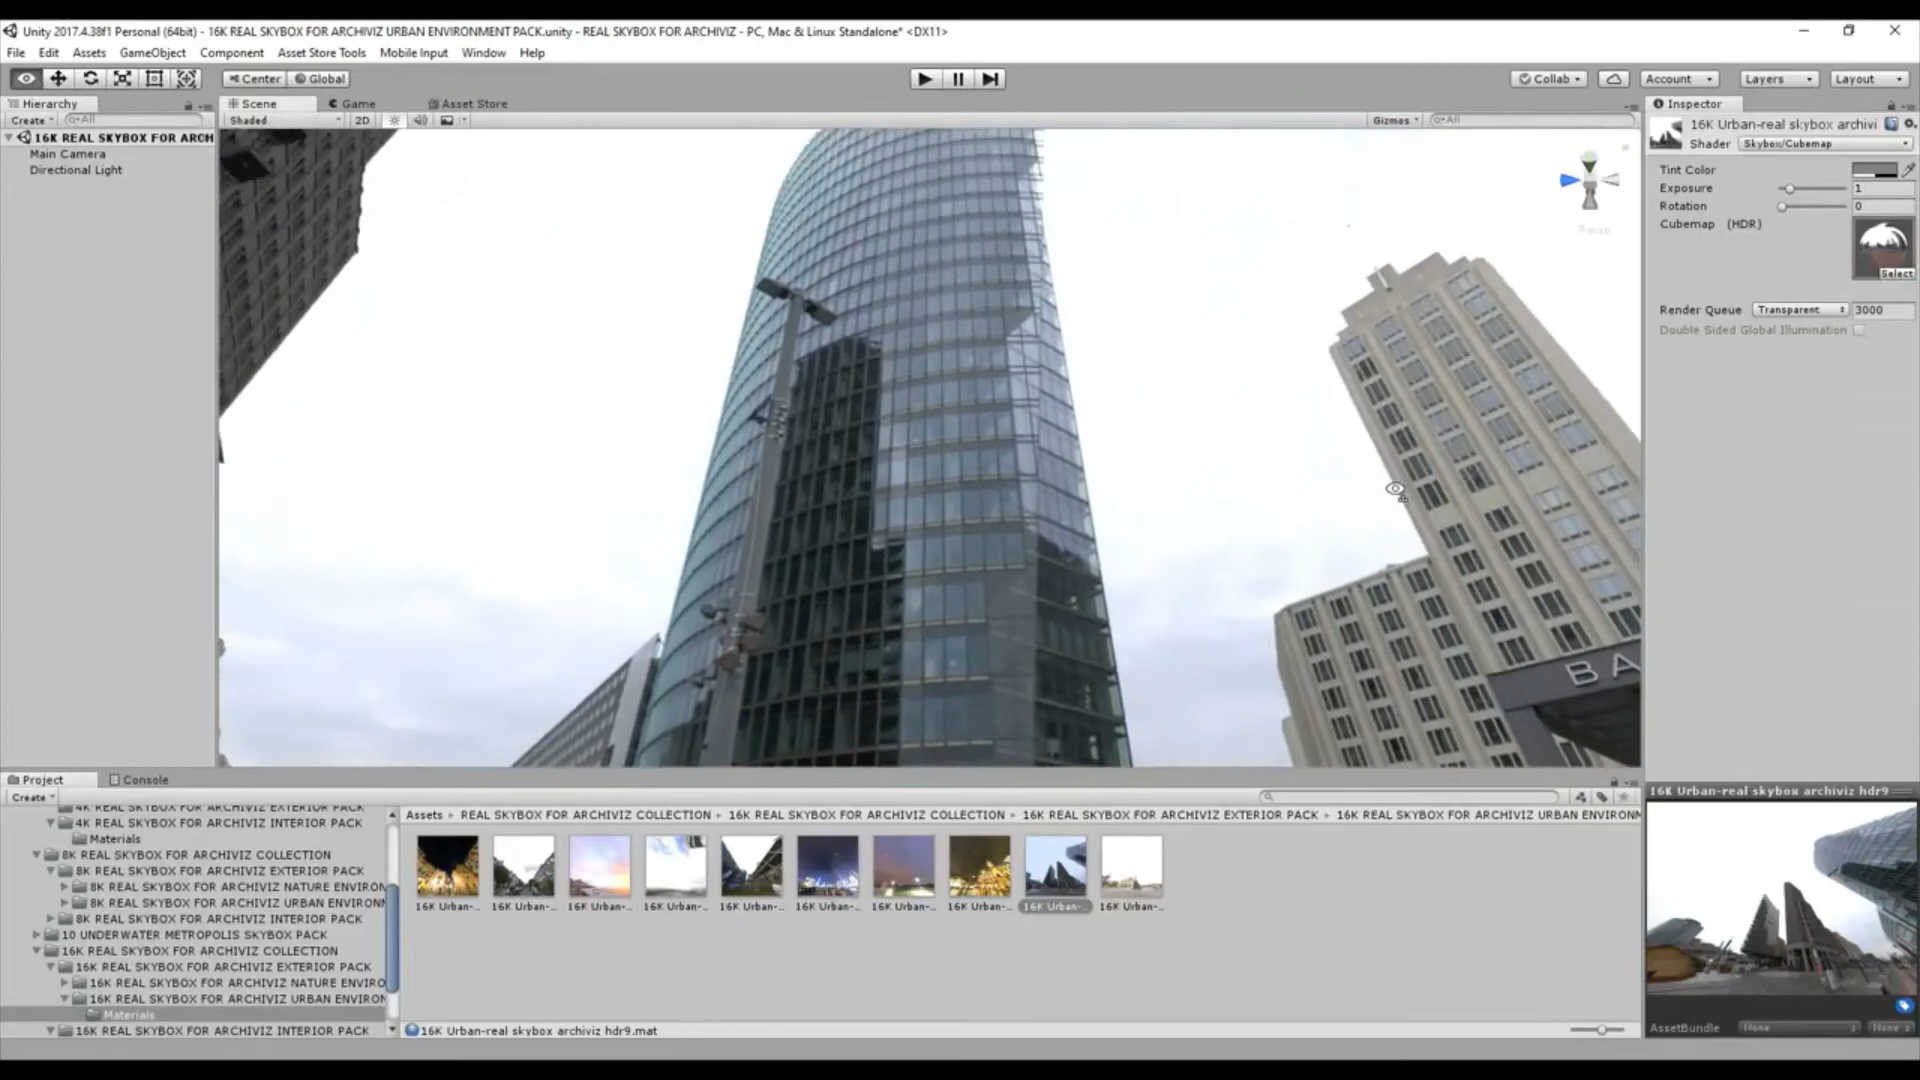 Unity 2017.4.38f1 Personal (64bit) - 16K REAL SKYBOX FOR ARCHIVIZ URBAN ENVIRONMENT PACK.unity - REAL SKYBOX FOR ARCHIVIZ - PC, Mac & Linux Standalone* <DX11>
File Edit Assets GameObject Component Asset Store Tools Mobile Input Window Help
Center Global Collab Account Layers Layout
Hierarchy Scene Game Asset Store Inspector
Create All Shaded 2D Gizmos All
16K REAL SKYBOX FOR ARCH
Main Camera
Directional Light
16K Urban-real skybox archivi
Shader Skybox/Cubemap
Tint Color
Exposure 1
Rotation 0
Cubemap (HDR)
Select
Render Queue Transparent 3000
Double Sided Global Illumination
Persp
BA
Project Console
Create
4K REAL SKYBOX FOR ARCHIVIZ EXTERIOR PACK
4K REAL SKYBOX FOR ARCHIVIZ INTERIOR PACK
Materials
8K REAL SKYBOX FOR ARCHIVIZ COLLECTION
8K REAL SKYBOX FOR ARCHIVIZ EXTERIOR PACK
8K REAL SKYBOX FOR ARCHIVIZ NATURE ENVIRON
8K REAL SKYBOX FOR ARCHIVIZ URBAN ENVIRON
8K REAL SKYBOX FOR ARCHIVIZ INTERIOR PACK
10 UNDERWATER METROPOLIS SKYBOX PACK
16K REAL SKYBOX FOR ARCHIVIZ COLLECTION
16K REAL SKYBOX FOR ARCHIVIZ EXTERIOR PACK
16K REAL SKYBOX FOR ARCHIVIZ NATURE ENVIRO
16K REAL SKYBOX FOR ARCHIVIZ URBAN ENVIRON
Materials
16K REAL SKYBOX FOR ARCHIVIZ INTERIOR PACK
Assets REAL SKYBOX FOR ARCHIVIZ COLLECTION 16K REAL SKYBOX FOR ARCHIVIZ COLLECTION 16K REAL SKYBOX FOR ARCHIVIZ EXTERIOR PACK 16K REAL SKYBOX FOR ARCHIVIZ URBAN ENVIRONM
16K Urban-... 16K Urban-... 16K Urban-... 16K Urban-... 16K Urban-... 16K Urban-... 16K Urban-... 16K Urban-... 16K Urban-... 16K Urban-...
16K Urban-real skybox archiviz hdr9.mat
16K Urban-real skybox archiviz hdr9
AssetBundle None None